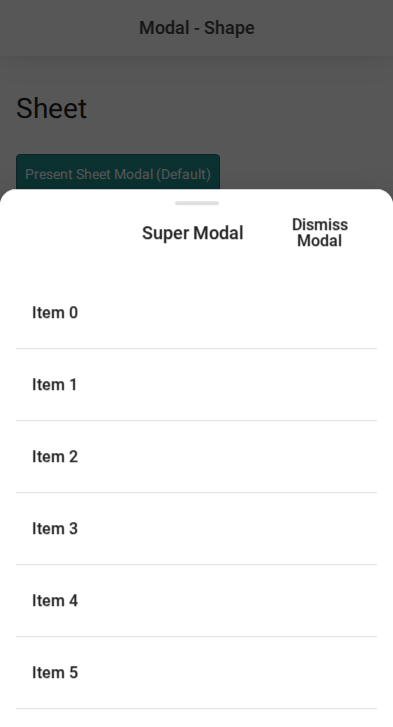 Modal - Shape
Sheet
Present Sheet Modal (Default)
Super Modal
Dismiss
Modal
Item 0
Item 1
Item 2
Item 3
Item 4
Item 5